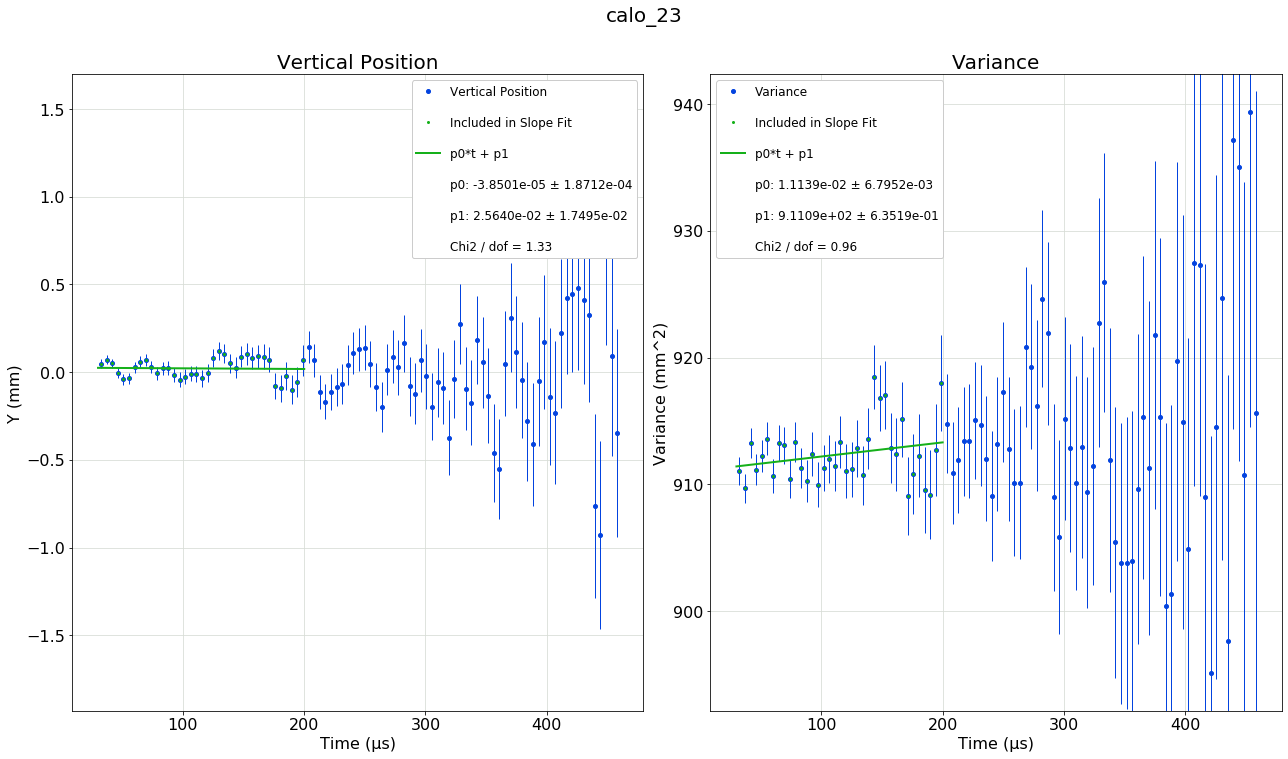 calo_23
Vertical Position
Vertical Position
Included in Slope Fit
p0*t + p1
p0: -3.8501e-05 ± 1.8712e-04
p1: 2.5640e-02 ± 1.7495e-02
Chi2 / dof = 1.33
1.5
1.0
0.5
0.0
−0.5
−1.0
−1.5
Y (mm)
100
200
300
400
Time (μs)
Variance
Variance
Included in Slope Fit
p0*t + p1
p0: 1.1139e-02 ± 6.7952e-03
p1: 9.1109e+02 ± 6.3519e-01
Chi2 / dof = 0.96
940
930
920
910
900
Variance (mm^2)
100
200
300
400
Time (μs)